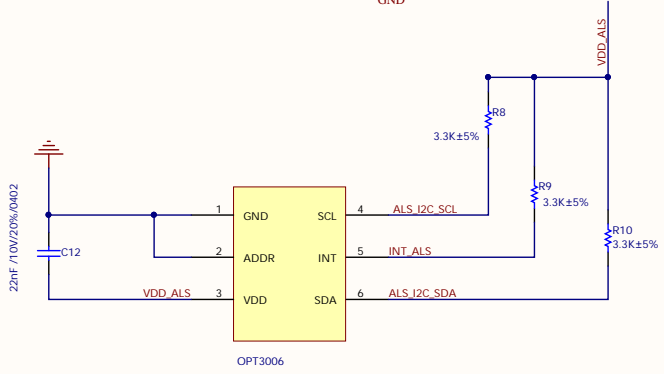 GND
VDD_ALS
R8
3.3K±5%
R9
3.3K±5%
R10
3.3K±5%
22nF /10V/20%/0402
C12
1
GND
SCL
4
ALS_I2C_SCL
2
ADDR
INT
5
INT_ALS
VDD_ALS
3
VDD
SDA
6
ALS_I2C_SDA
OPT3006